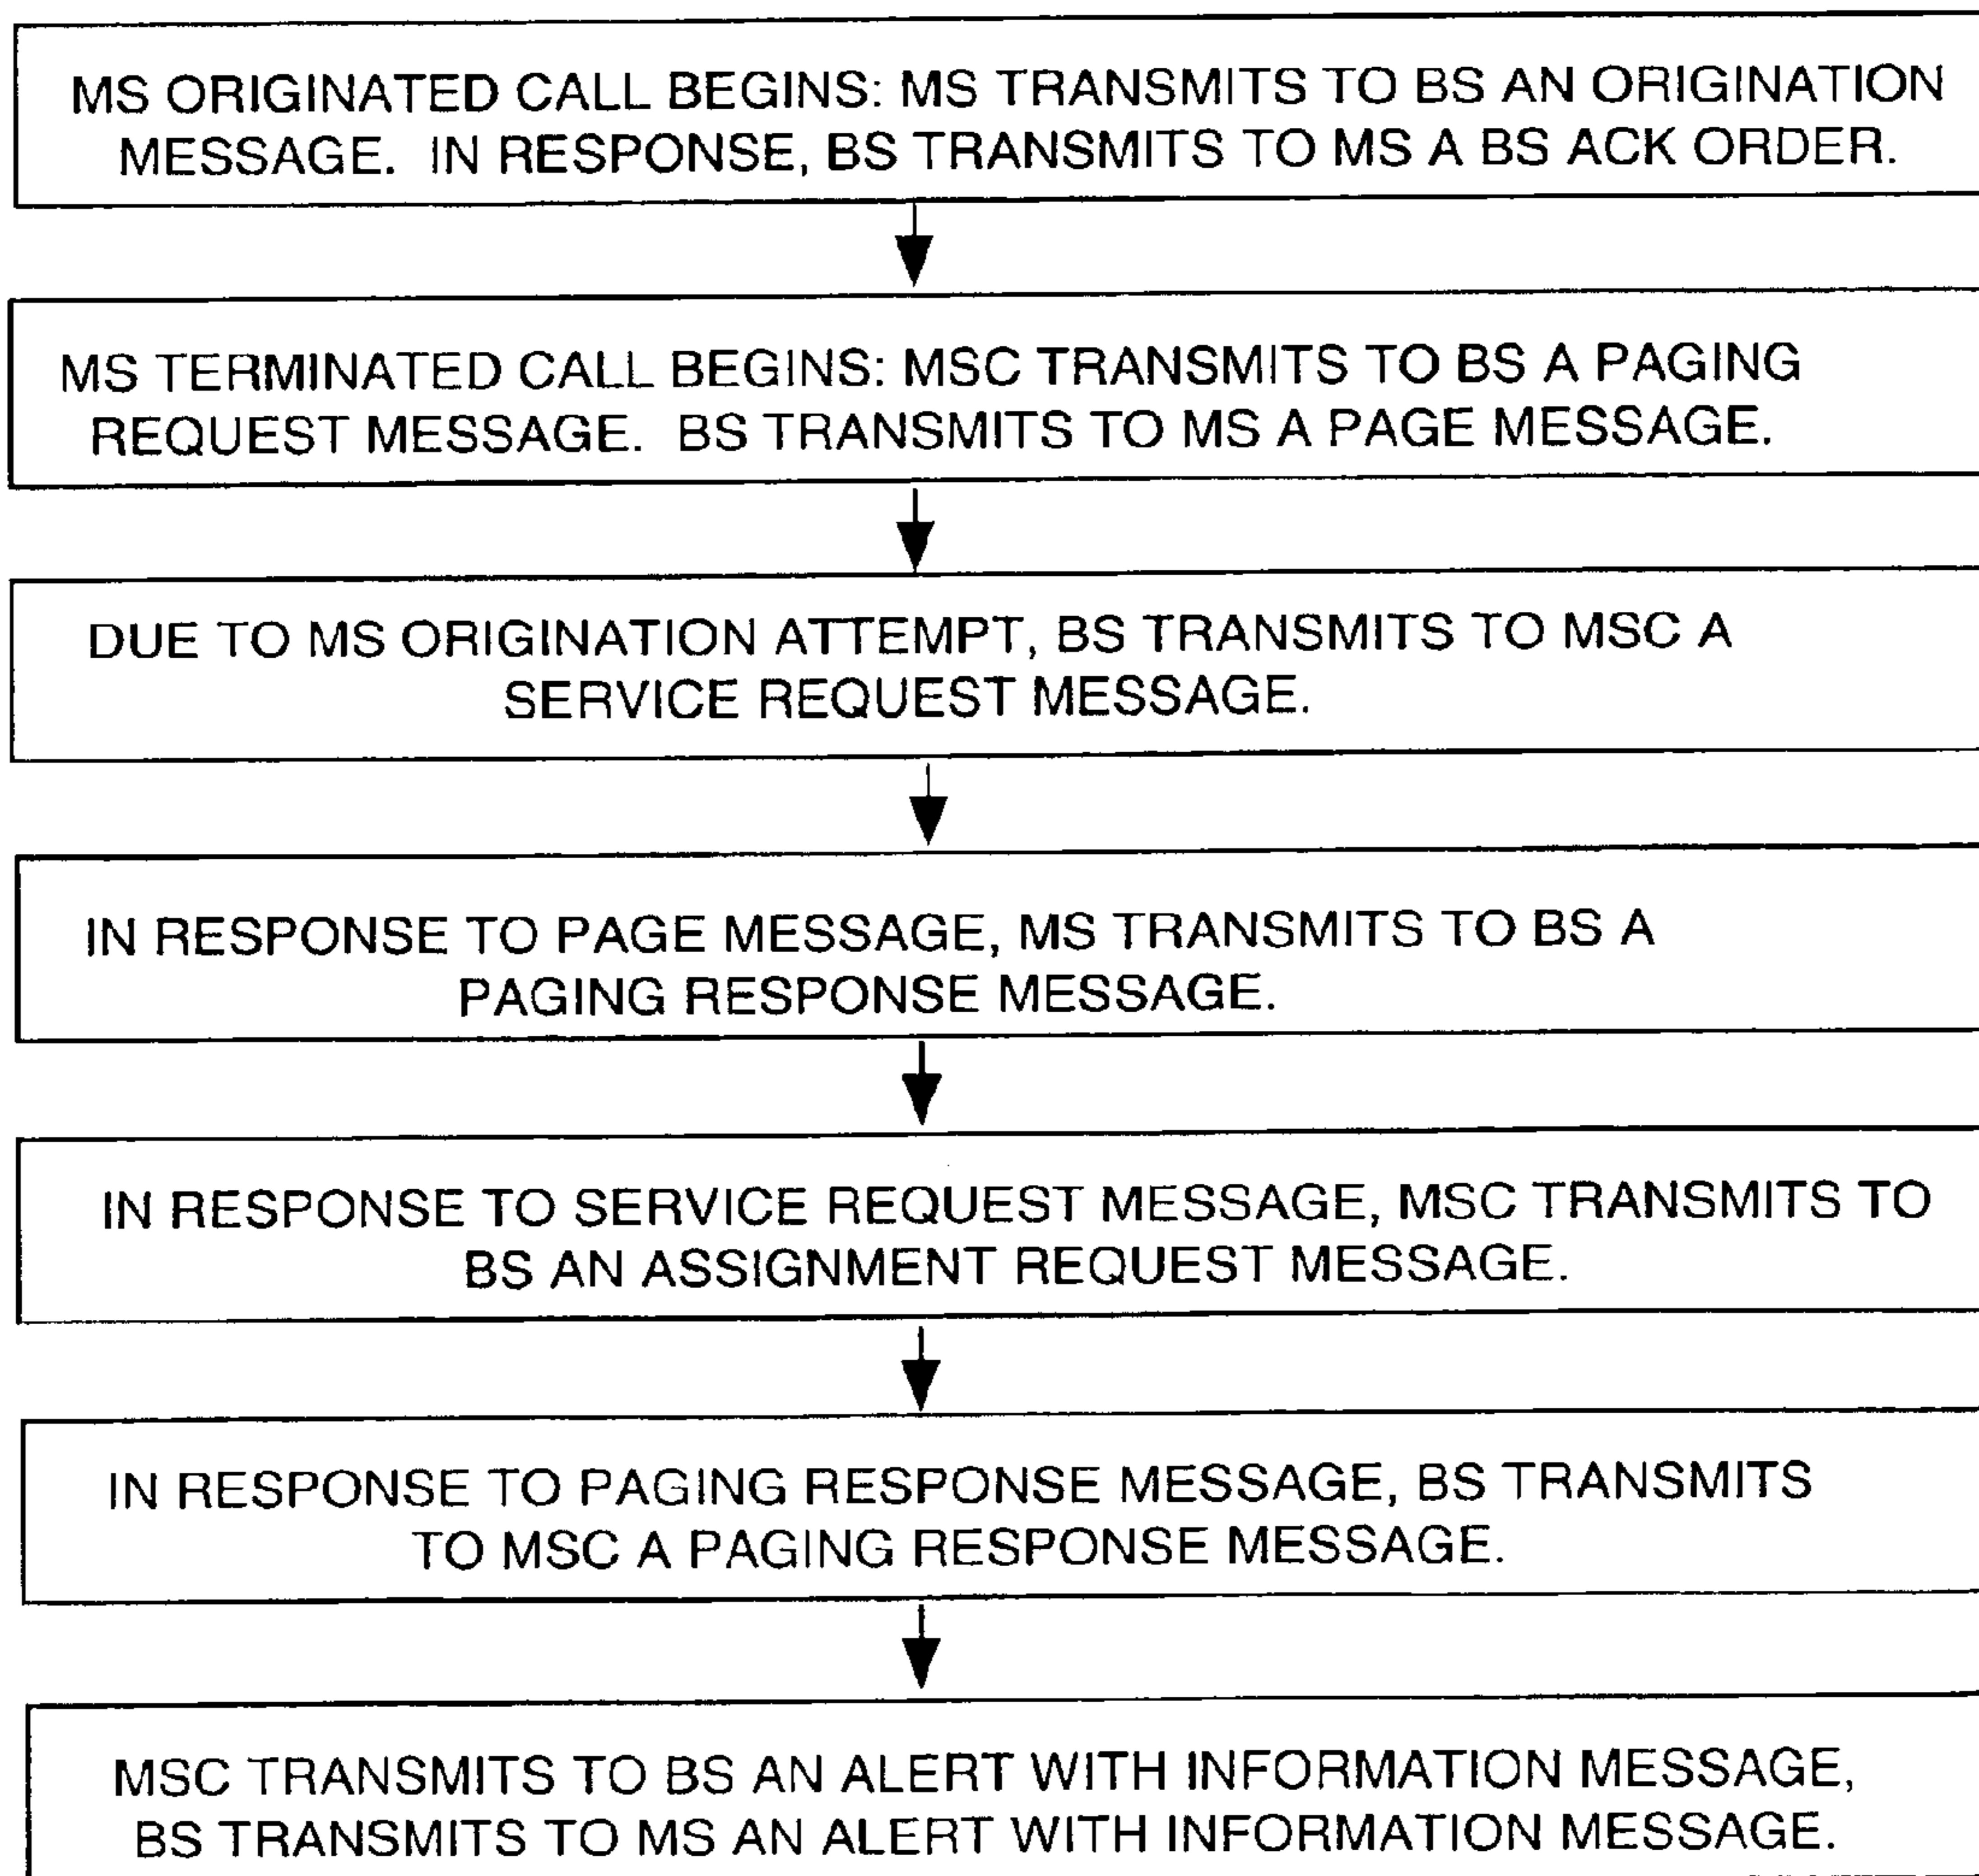 MS ORIGINATED CALL BEGINS: MS TRANSMITS TO BS AN ORIGINATION
MESSAGE. IN RESPONSE, BS TRANSMITS TO MS A BS ACK ORDER.
MS TERMINATED CALL BEGINS: MSC TRANSMITS TO BS A PAGING
REQUEST MESSAGE. BS TRANSMITS TO MS A PAGE MESSAGE.
DUE TO MS ORIGINATION ATTEMPT, BS TRANSMITS TO MSC A
SERVICE REQUEST MESSAGE.
IN RESPONSE TO PAGE MESSAGE, MS TRANSMITS TO BS A
PAGING RESPONSE MESSAGE.
IN RESPONSE TO SERVICE REQUEST MESSAGE, MSC TRANSMITS TO
BS AN ASSIGNMENT REQUEST MESSAGE.
IN RESPONSE TO PAGING RESPONSE MESSAGE, BS TRANSMITS
TO MSC A PAGING RESPONSE MESSAGE.
MSC TRANSMITS TO BS AN ALERT WITH INFORMATION MESSAGE,
BS TRANSMITS TO MS AN ALERT WITH INFORMATION MESSAGE.